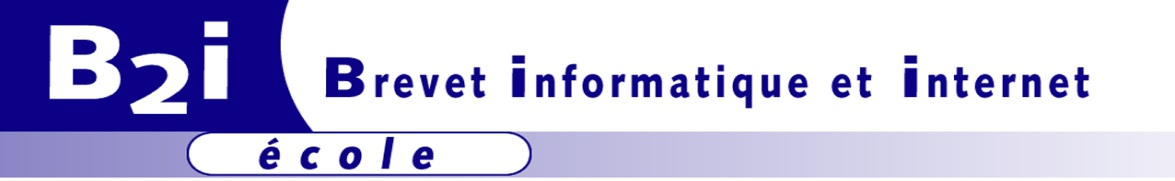 B2i
Brevet informatique et internet
école